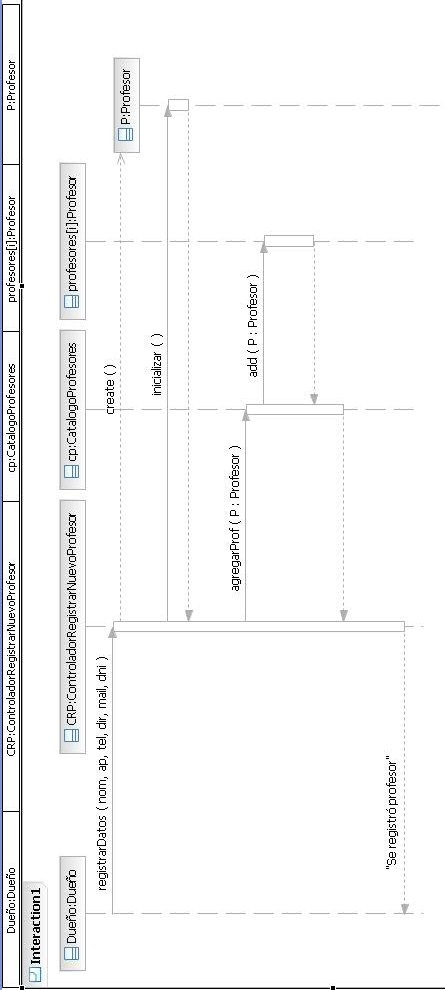 Dueño:Dueño
CRP:ControladorRegistrarNuevoProfesor
cp:CatalogoProfesores
profesores[i]:Profesor
P:Profesor
Interaction1
Dueño:Dueño
CRP:ControladorRegistrarNuevoProfesor
cp:CatalogoProfesores
profesores[i]:Profesor
P:Profesor
registrarDatos ( nom, ap, tel, dir, mail, dni )
create ( )
inicializar ( )
agregarProf ( P : Profesor )
add ( P : Profesor )
"Se registró profesor"